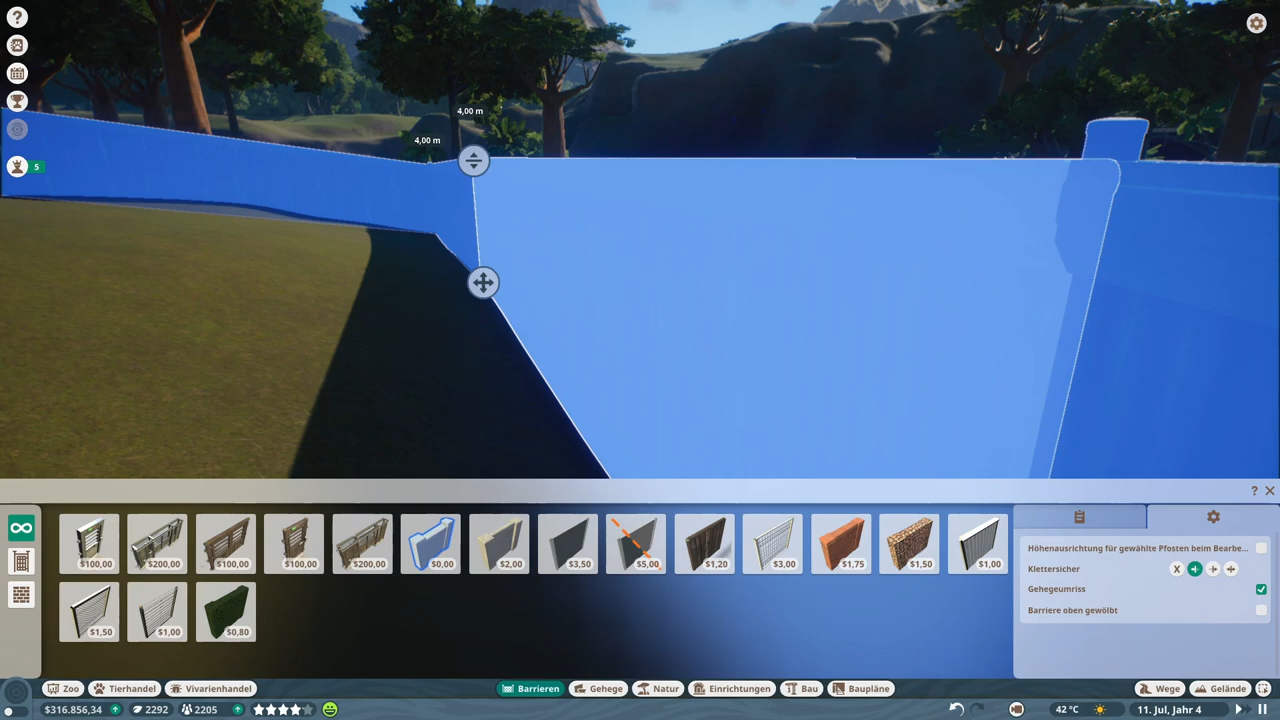 ?
4,00 m
4,00 m
5
? ×
$100,00
$200,00
$100,00
$100,00
$200,00
$0,00
$2,00
$3,50
$5,00
$1,20
$3,00
$1,75
$1,50
$1,00
$1,50
$1,00
$0,80
Höhenausrichtung für gewählte Pfosten beim Bearbe...
Klettersicher
X
Gehegeumriss
Barriere oben gewölbt
Zoo
Tierhandel
Vivarienhandel
Barrieren
Gehege
Natur
Einrichtungen
Bau
Baupläne
Wege
Gelände
$316.856,34
2292
2205
42 °C
11. Jul, Jahr 4